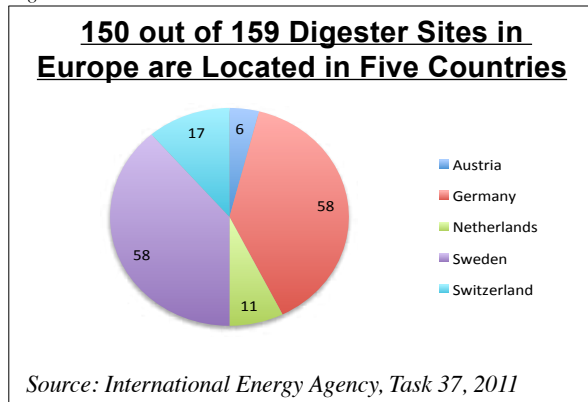 150 out of 159 Digester Sites in
Europe are Located in Five Countries
17
6
58
58
11
Austria
Germany
Netherlands
Sweden
Switzerland
Source: International Energy Agency, Task 37, 2011